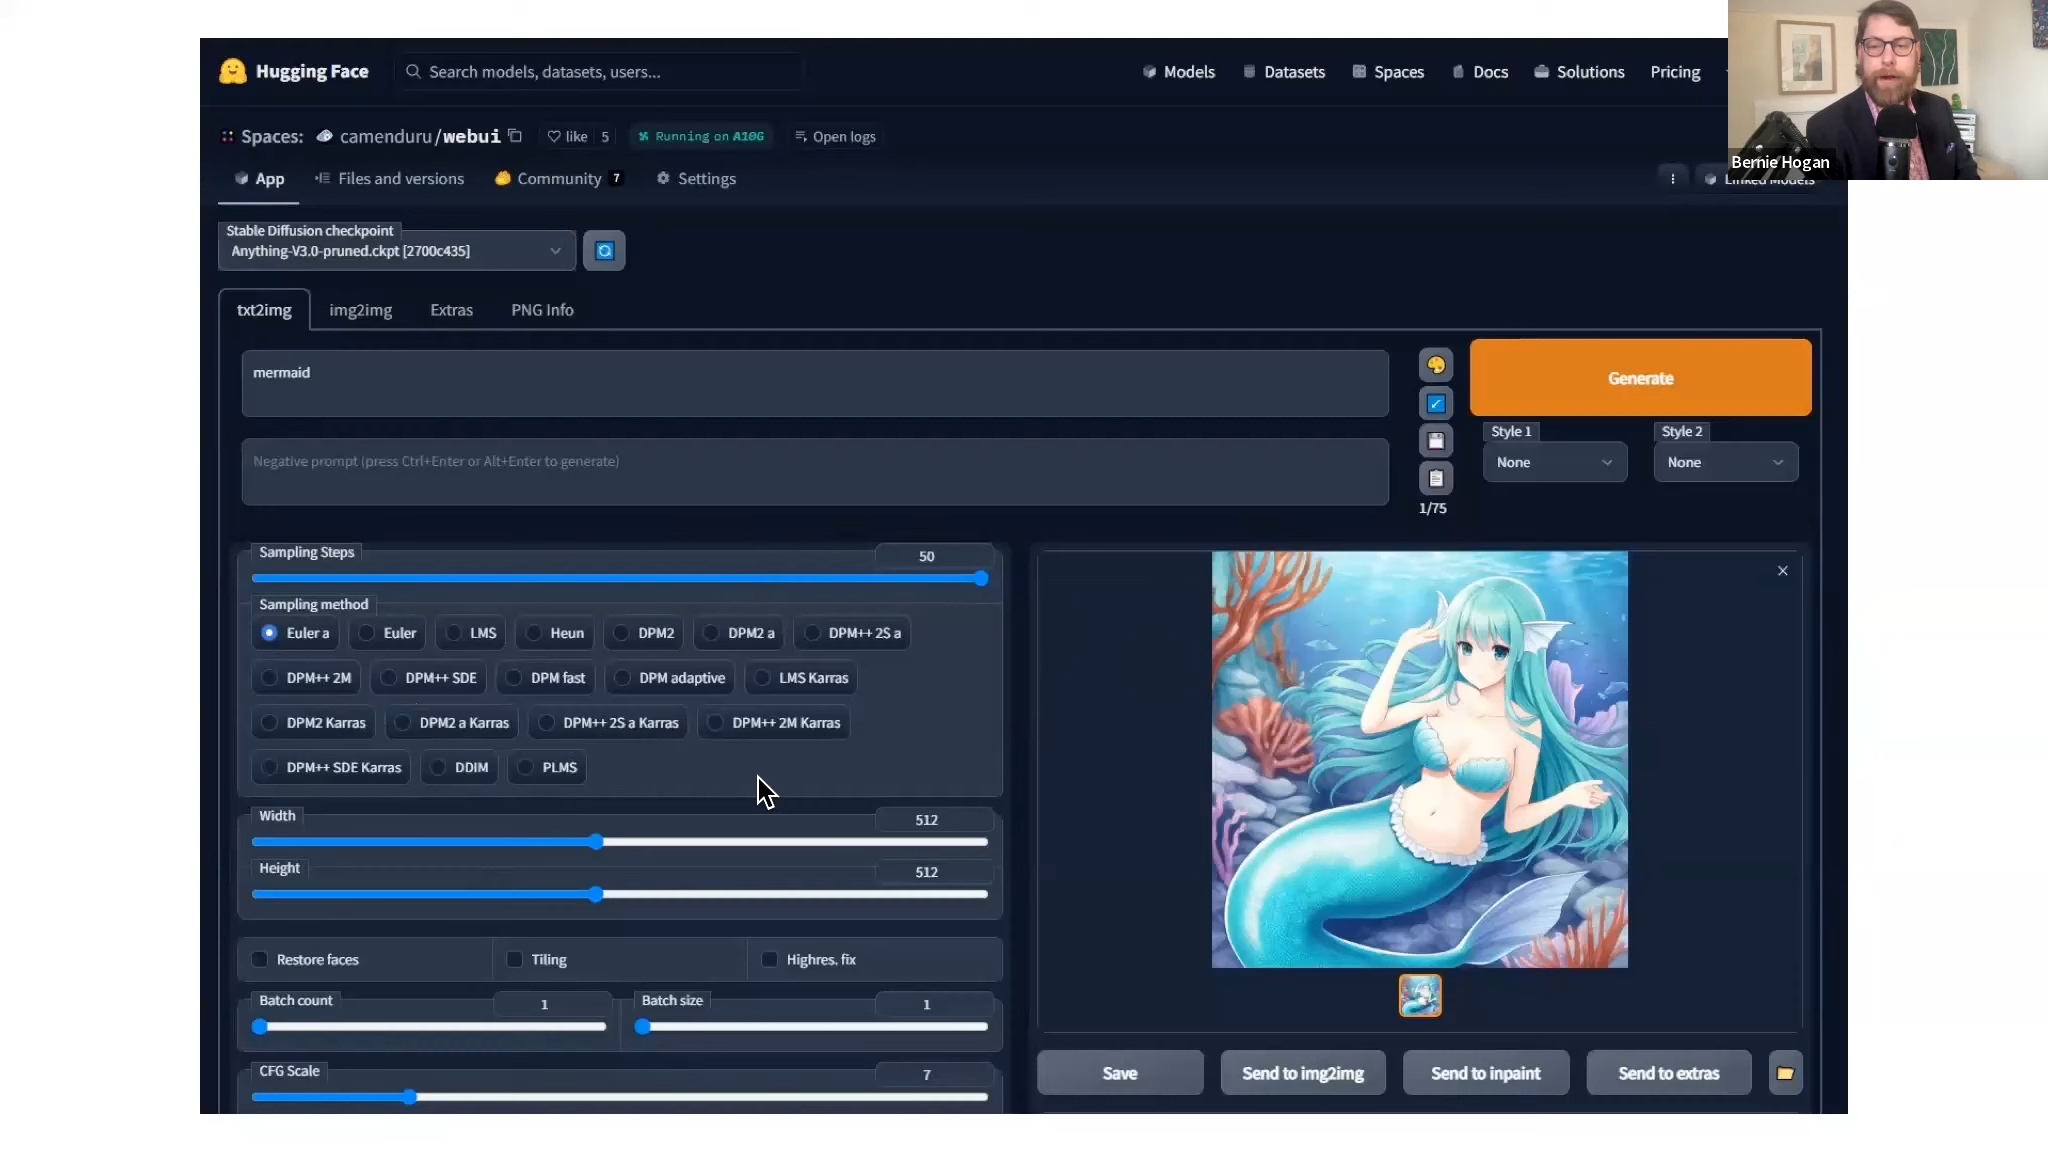 Hugging Face
Search models, datasets, users...
Models
Datasets
Spaces
Docs
Solutions
Pricing
Bernie Hogan
Spaces: camenduru/webui
like 5
Running on A10G
Open logs
App
Files and versions
Community 7
Settings
Linked Models
Stable Diffusion checkpoint
Anything-V3.0-pruned.ckpt [2700c435]
txt2img
img2img
Extras
PNG Info
mermaid
Generate
Negative prompt (press Ctrl+Enter or Alt+Enter to generate)
1/75
Style 1
None
Style 2
None
Sampling Steps
50
Sampling method
Euler a
Euler
LMS
Heun
DPM2
DPM2 a
DPM++ 2S a
DPM++ 2M
DPM++ SDE
DPM fast
DPM adaptive
LMS Karras
DPM2 Karras
DPM2 a Karras
DPM++ 2S a Karras
DPM++ 2M Karras
DPM++ SDE Karras
DDIM
PLMS
Width
512
Height
512
Restore faces
Tiling
Highres. fix
Batch count
1
Batch size
1
CFG Scale
7
Save
Send to img2img
Send to inpaint
Send to extras